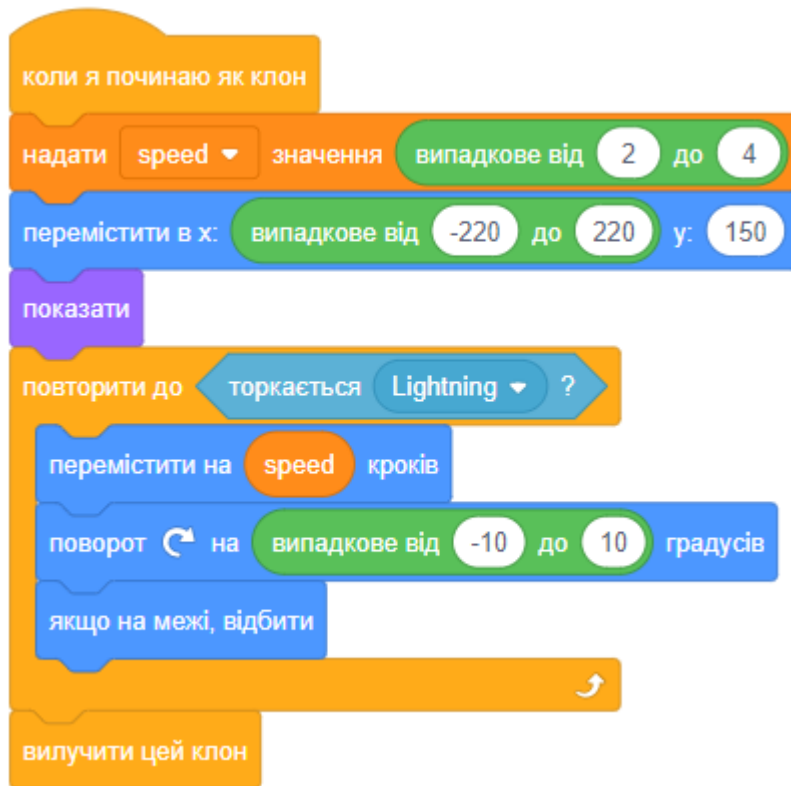 коли я починаю як клон
надати speed значення випадкове від 2 до 4
перемістити в x: випадкове від -220 до 220 y: 150
показати
повторити до торкається Lightning ?
перемістити на speed кроків
поворот на випадкове від -10 до 10 градусів
якщо на межі, відбити
вилучити цей клон